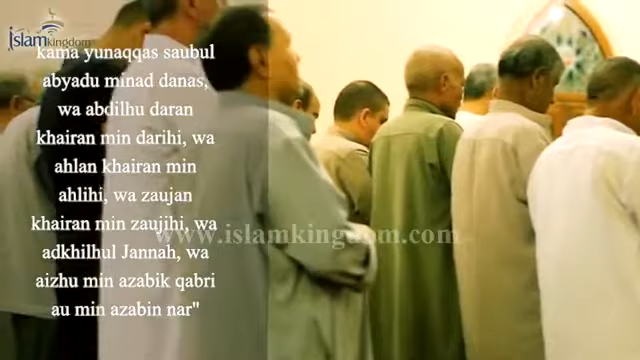 Islam
kingdom
kama yunaqqas saubul
abyadu minad danas,
wa abdilhu daran
khairan min darihi, wa
ahlan khairan min
ahlihi, wa zaujan
khairan min zaujihi, wa
adkhilhul Jannah, wa
aizhu min azabik qabri
au min azabin nar"
www.islamkingdom.com